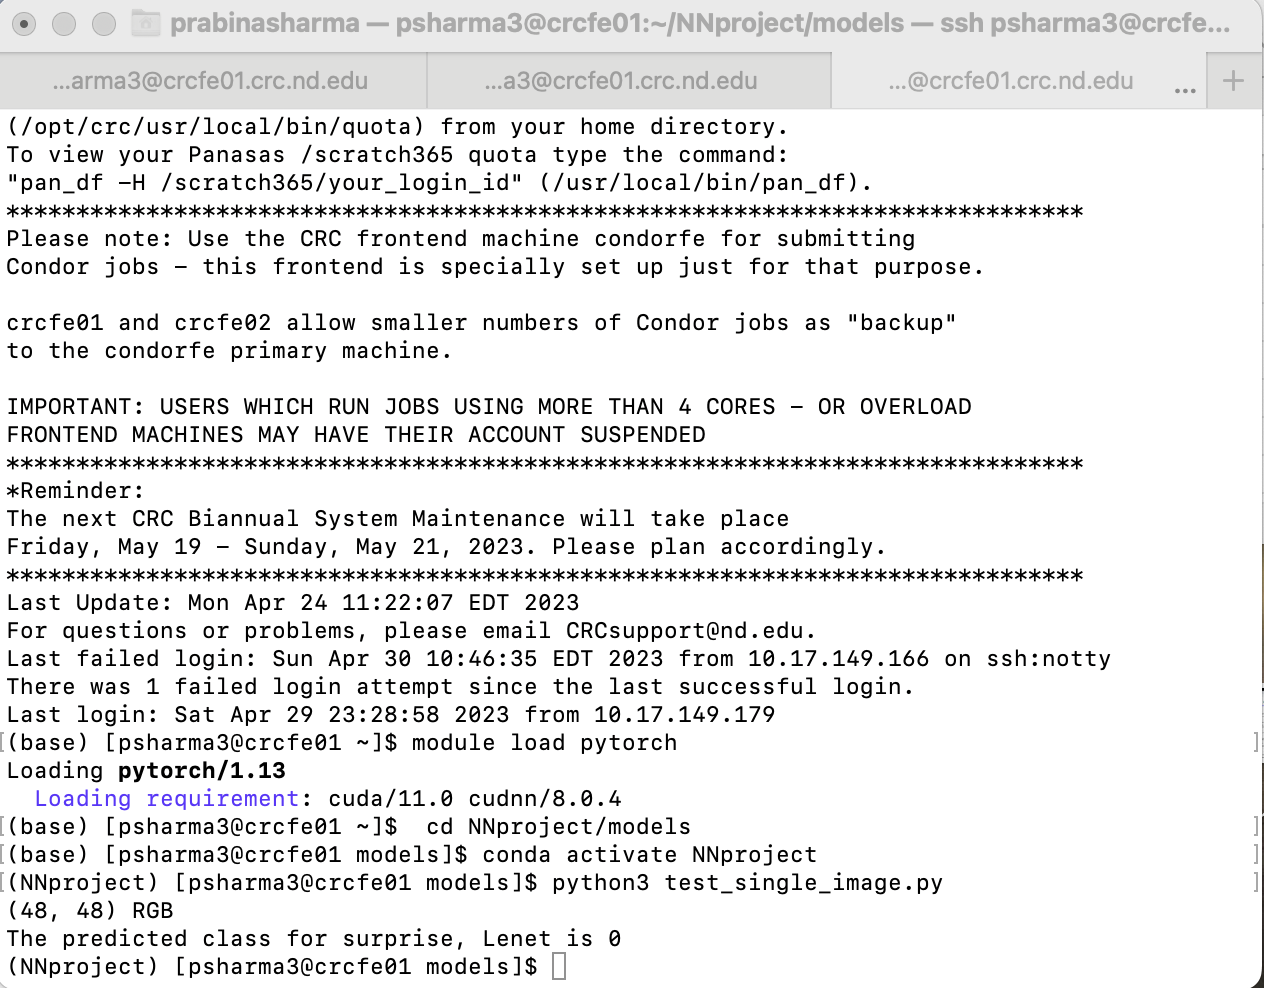 prabinasharma — psharma3@crcfe01:~/NNproject/models — ssh psharma3@crcfe...
...arma3@crcfe01.crc.nd.edu ...a3@crcfe01.crc.nd.edu ...@crcfe01.crc.nd.edu ... +
(/opt/crc/usr/local/bin/quota) from your home directory.
To view your Panasas /scratch365 quota type the command:
"pan_df -H /scratch365/your_login_id" (/usr/local/bin/pan_df).
*****************************************************************************
Please note: Use the CRC frontend machine condorfe for submitting
Condor jobs - this frontend is specially set up just for that purpose.

crcfe01 and crcfe02 allow smaller numbers of Condor jobs as "backup"
to the condorfe primary machine.

IMPORTANT: USERS WHICH RUN JOBS USING MORE THAN 4 CORES - OR OVERLOAD
FRONTEND MACHINES MAY HAVE THEIR ACCOUNT SUSPENDED
*****************************************************************************
*Reminder:
The next CRC Biannual System Maintenance will take place
Friday, May 19 - Sunday, May 21, 2023. Please plan accordingly.
*****************************************************************************
Last Update: Mon Apr 24 11:22:07 EDT 2023
For questions or problems, please email CRCsupport@nd.edu.
Last failed login: Sun Apr 30 10:46:35 EDT 2023 from 10.17.149.166 on ssh:notty
There was 1 failed login attempt since the last successful login.
Last login: Sat Apr 29 23:28:58 2023 from 10.17.149.179
[(base) [psharma3@crcfe01 ~]$ module load pytorch ]
Loading pytorch/1.13
  Loading requirement: cuda/11.0 cudnn/8.0.4
[(base) [psharma3@crcfe01 ~]$  cd NNproject/models ]
[(base) [psharma3@crcfe01 models]$ conda activate NNproject ]
[(NNproject) [psharma3@crcfe01 models]$ python3 test_single_image.py ]
(48, 48) RGB
The predicted class for surprise, Lenet is 0
(NNproject) [psharma3@crcfe01 models]$